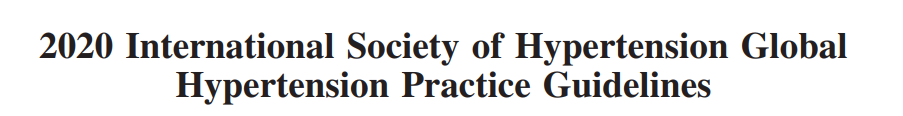 2020 International Society of Hypertension Global
Hypertension Practice Guidelines